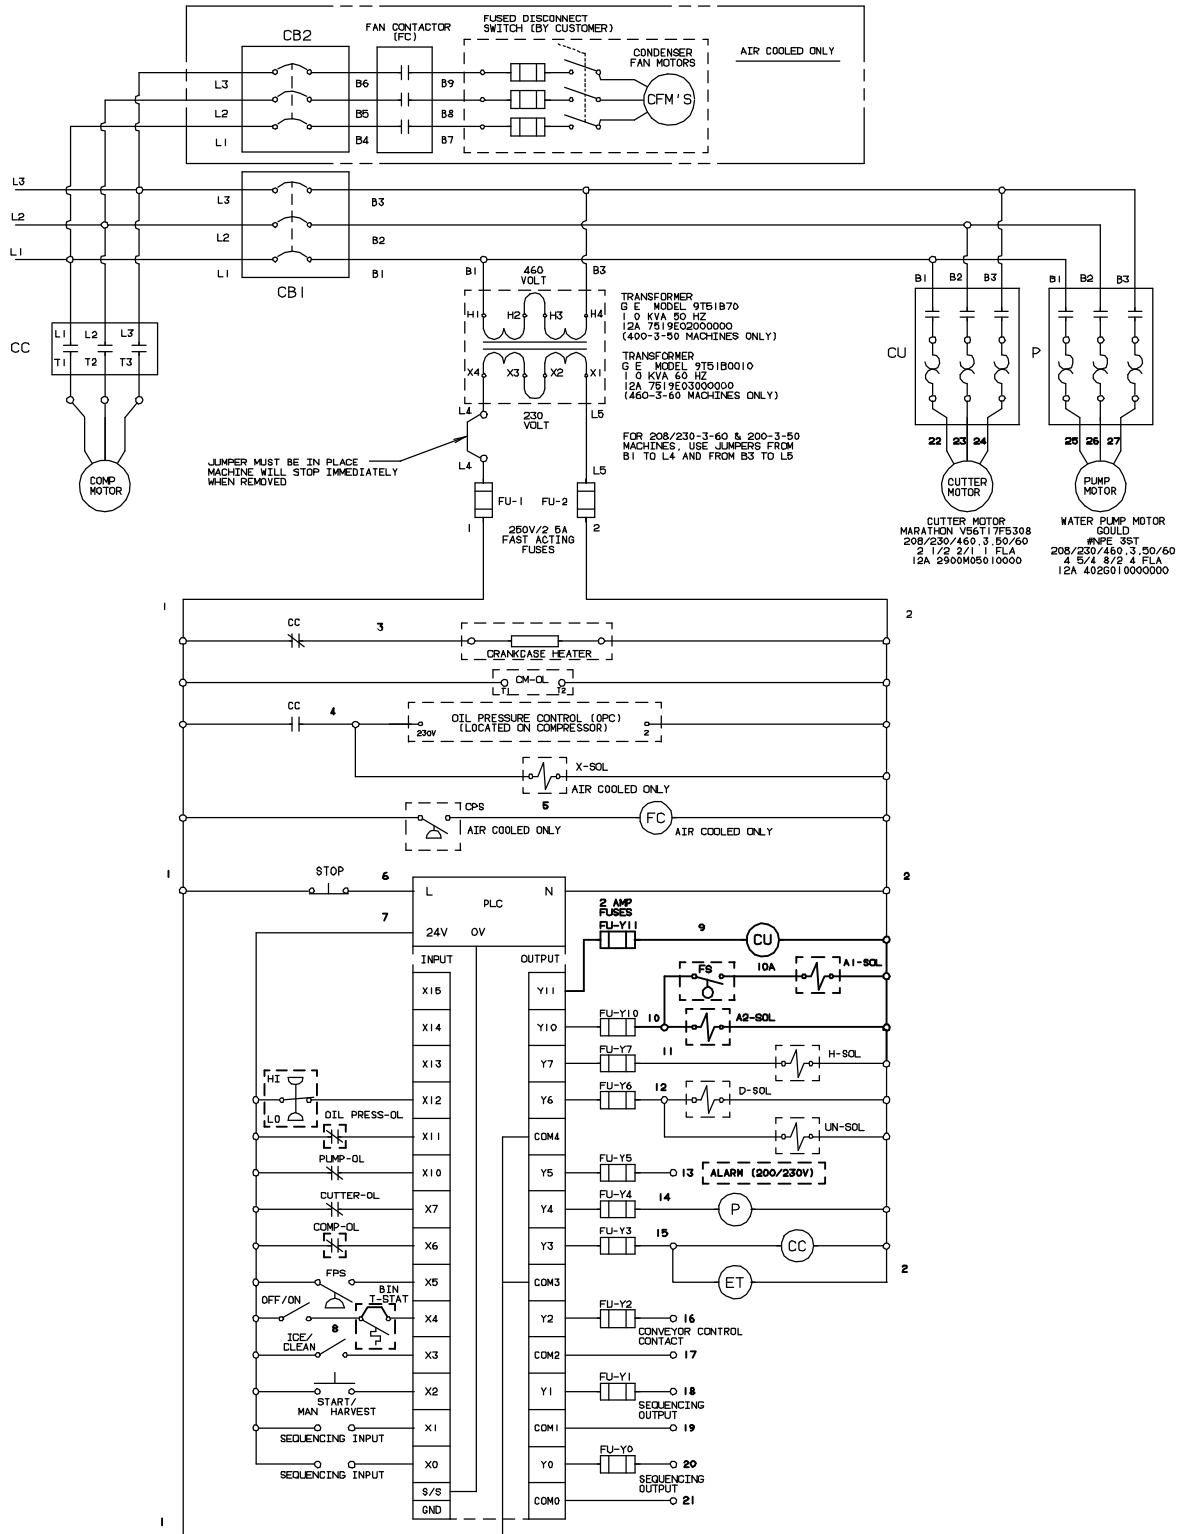 FUSED DISCONNECT
SWITCH (BY CUSTOMER)
FAN CONTACTOR
(FC)
CB2
CONDENSER
FAN MOTORS
AIR COOLED ONLY
L3
B6
B9
CFM'S
L2
B5
B8
L1
B4
B7
L3
L3
B3
L2
L2
B2
L1
L1
B1
CB1
B1
460
VOLT
B3
B1
B2
B3
B1
B2
B3
H1
H2
H3
H4
TRANSFORMER
G E MODEL 9T51B70
1 0 KVA 50 HZ
12A 7519E02000000
(400-3-50 MACHINES ONLY)
CC
L1
L2
L3
T1
T2
T3
CU
P
X4
X3
X2
X1
TRANSFORMER
G E MODEL 9T51B0010
1 0 KVA 60 HZ
12A 7519E03000000
(460-3-60 MACHINES ONLY)
L4
230
VOLT
L5
FOR 208/230-3-60 & 200-3-50
MACHINES, USE JUMPERS FROM
B1 TO L4 AND FROM B3 TO L5
22
23
24
25
26
27
JUMPER MUST BE IN PLACE
MACHINE WILL STOP IMMEDIATELY
WHEN REMOVED
L4
L5
COMP
MOTOR
CUTTER
MOTOR
PUMP
MOTOR
FU-1
FU-2
1
250V/2 5A
FAST ACTING
FUSES
2
CUTTER MOTOR
MARATHON V56T17F5308
208/230/460,3,50/60
2 1/2 2/1 1 FLA
12A 2900M05010000
WATER PUMP MOTOR
GOULD
#NPE 3ST
208/230/460,3,50/60
4 5/4 8/2 4 FLA
12A 402G010000000
1
2
CC
3
CRANKCASE HEATER
CM-OL
T1
T2
CC
4
OIL PRESSURE CONTROL (OPC)
(LOCATED ON COMPRESSOR)
230V
2
X-SOL
AIR COOLED ONLY
CPS
5
AIR COOLED ONLY
FC
AIR COOLED ONLY
1
STOP
6
L
N
2
PLC
7
24V
0V
2 AMP
FUSES
FU-Y11
9
CU
INPUT
OUTPUT
FS
10A
A1-SOL
X15
Y11
X14
Y10
FU-Y10
10
A2-SOL
X13
Y7
FU-Y7
11
H-SOL
HI
LO
X12
Y6
FU-Y6
12
D-SOL
OIL PRESS-OL
X11
COM4
UN-SOL
PUMP-OL
X10
Y5
FU-Y5
13
ALARM (200/230V)
CUTTER-OL
X7
Y4
FU-Y4
14
P
COMP-OL
X6
Y3
FU-Y3
15
CC
FPS
X5
COM3
ET
2
OFF/ON
8
BIN
T-STAT
X4
Y2
FU-Y2
16
CONVEYOR CONTROL
CONTACT
ICE/
CLEAN
X3
COM2
17
START/
MAN HARVEST
X2
Y1
FU-Y1
18
SEQUENCING
OUTPUT
SEQUENCING INPUT
X1
COM1
19
SEQUENCING INPUT
X0
Y0
FU-Y0
20
SEQUENCING
OUTPUT
S/S
COM0
21
GND
1